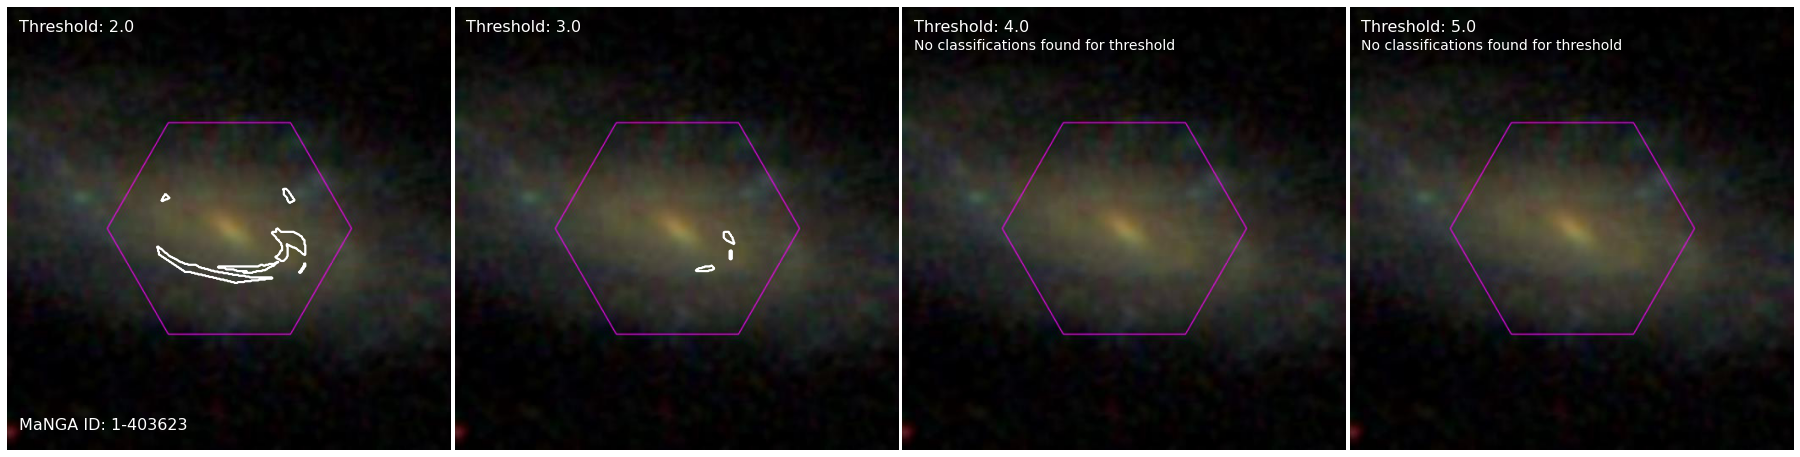 Threshold: 2.0
MaNGA ID: 1-403623
Threshold: 3.0
Threshold: 4.0
No classifications found for threshold
Threshold: 5.0
No classifications found for threshold